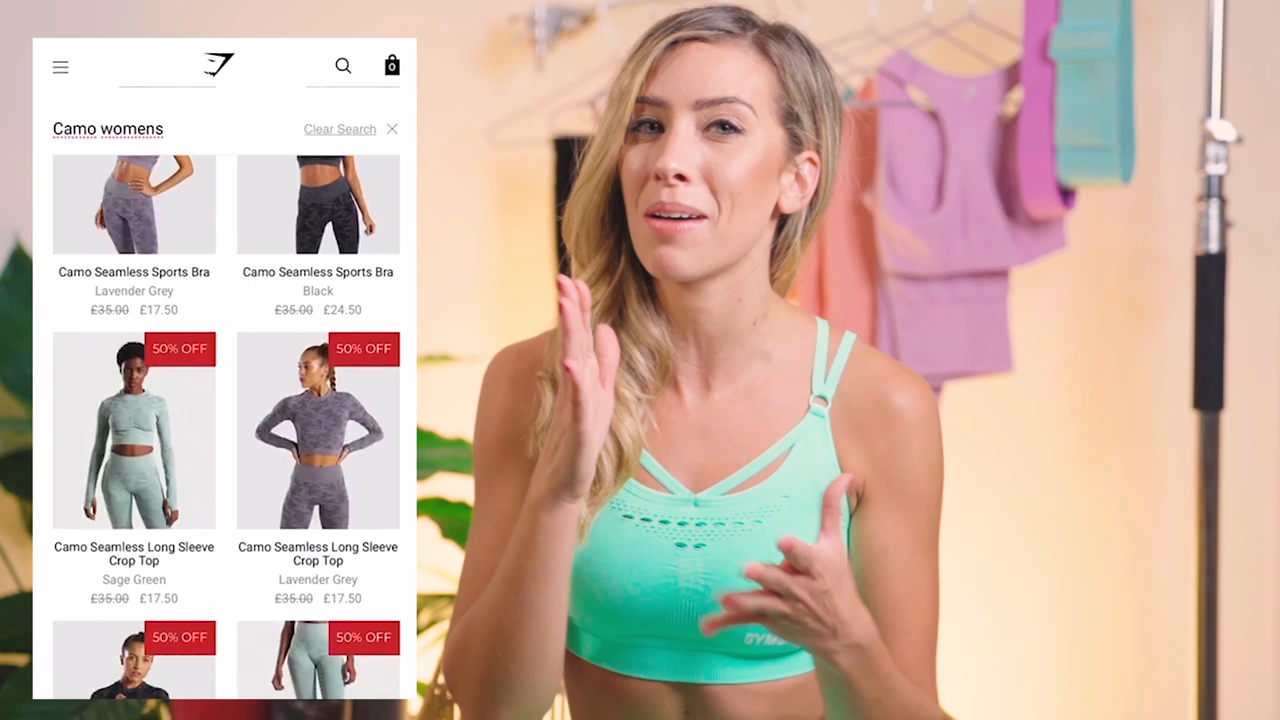 0
Camo womens
Clear Search
Camo Seamless Sports Bra
Lavender Grey
£35.00 £17.50
Camo Seamless Sports Bra
Black
£35.00 £24.50
50% OFF
Camo Seamless Long Sleeve
Crop Top
Sage Green
£35.00 £17.50
50% OFF
Camo Seamless Long Sleeve
Crop Top
Lavender Grey
£35.00 £17.50
50% OFF
50% OFF